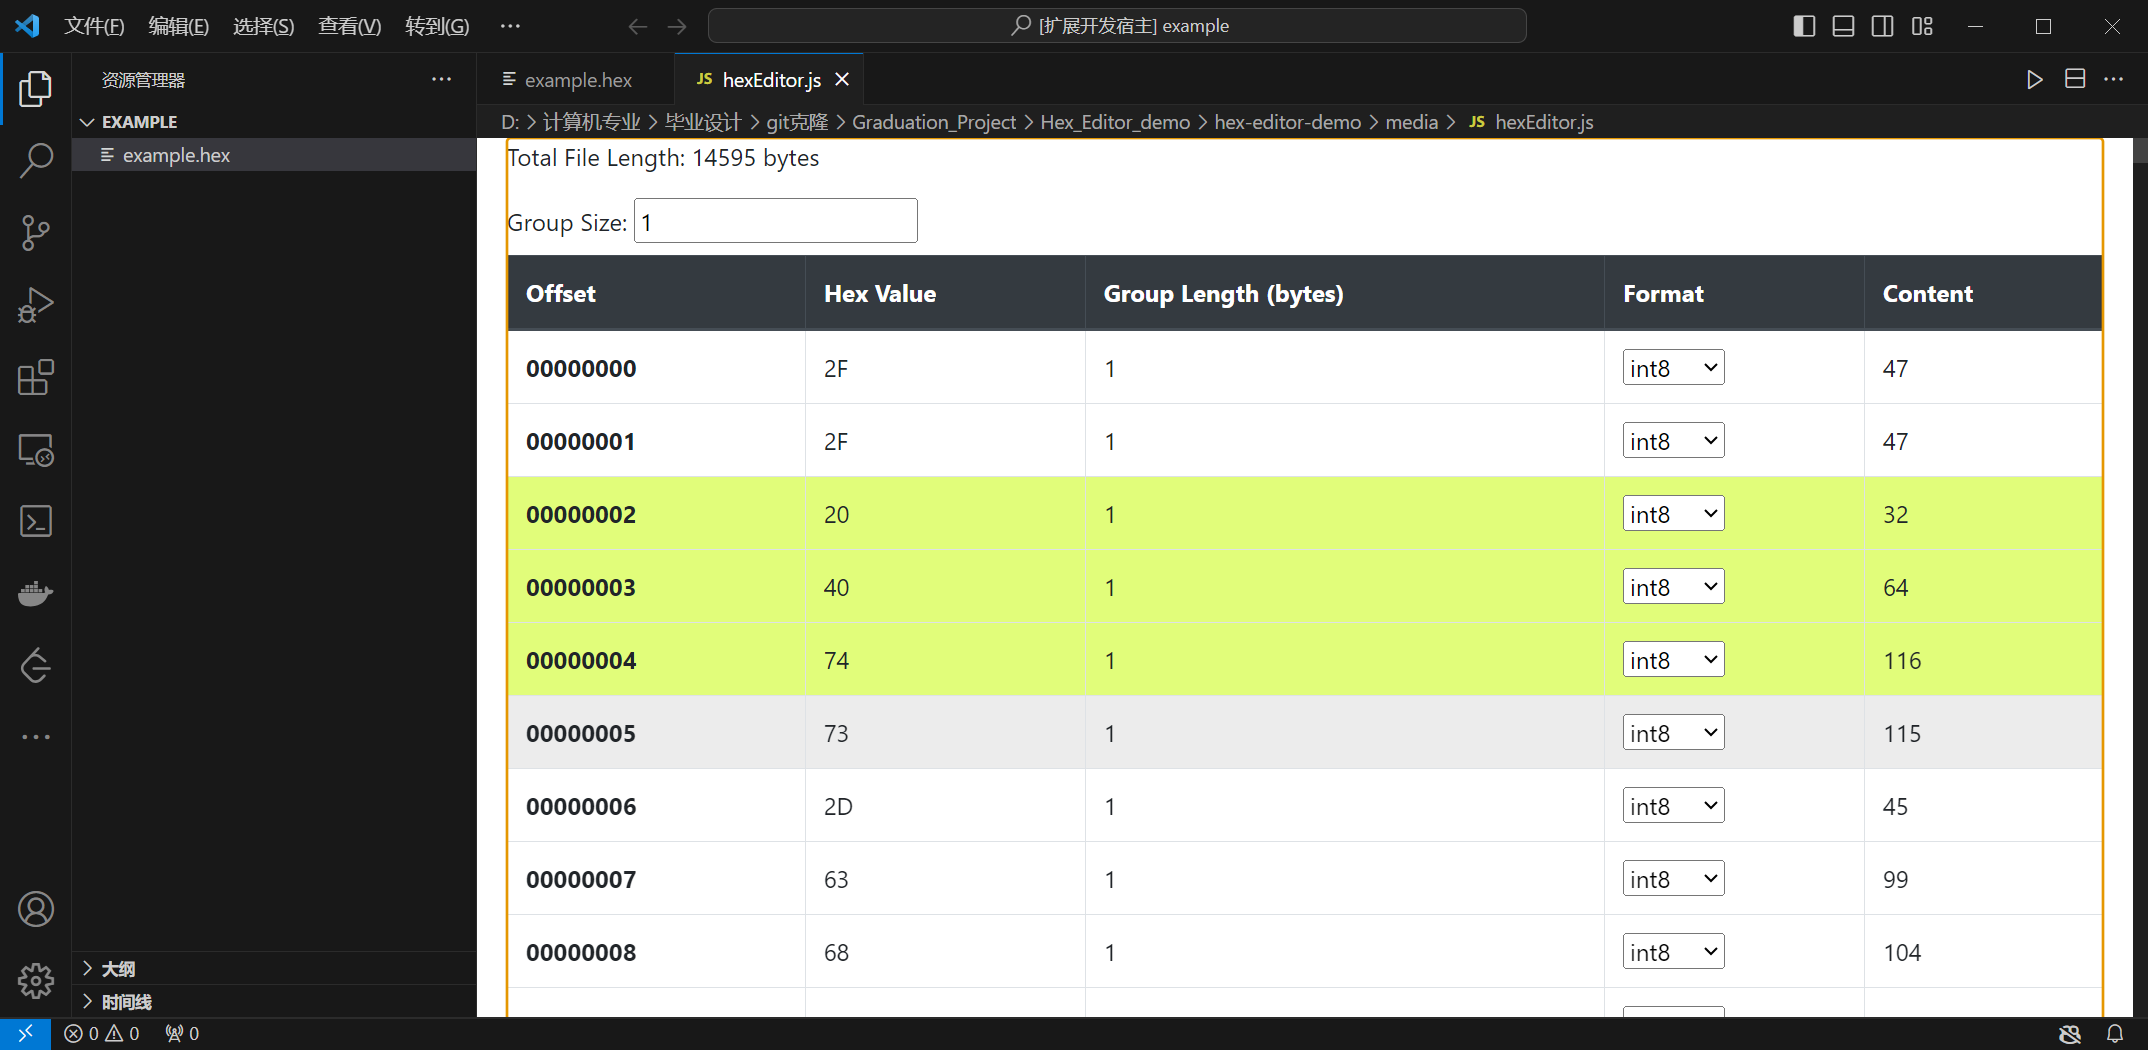 文件(F) 编辑(E) 选择(S) 查看(V) 转到(G) ··· [扩展开发宿主] example
资源管理器 ···
EXAMPLE
example.hex
大纲
时间线
example.hex JS hexEditor.js
D: > 计算机专业 > 毕业设计 > git克隆 > Graduation_Project > Hex_Editor_demo > hex-editor-demo > media > JS hexEditor.js
Total File Length: 14595 bytes
Group Size: 1
Offset Hex Value Group Length (bytes) Format Content
00000000 2F 1 int8 47
00000001 2F 1 int8 47
00000002 20 1 int8 32
00000003 40 1 int8 64
00000004 74 1 int8 116
00000005 73 1 int8 115
00000006 2D 1 int8 45
00000007 63 1 int8 99
00000008 68 1 int8 104
0 0 0